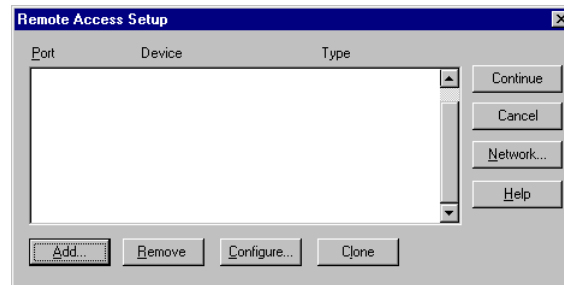 Remote Access Setup
Port Device Type
Continue
Cancel
Network...
Help
Add... Remove Configure... Clone